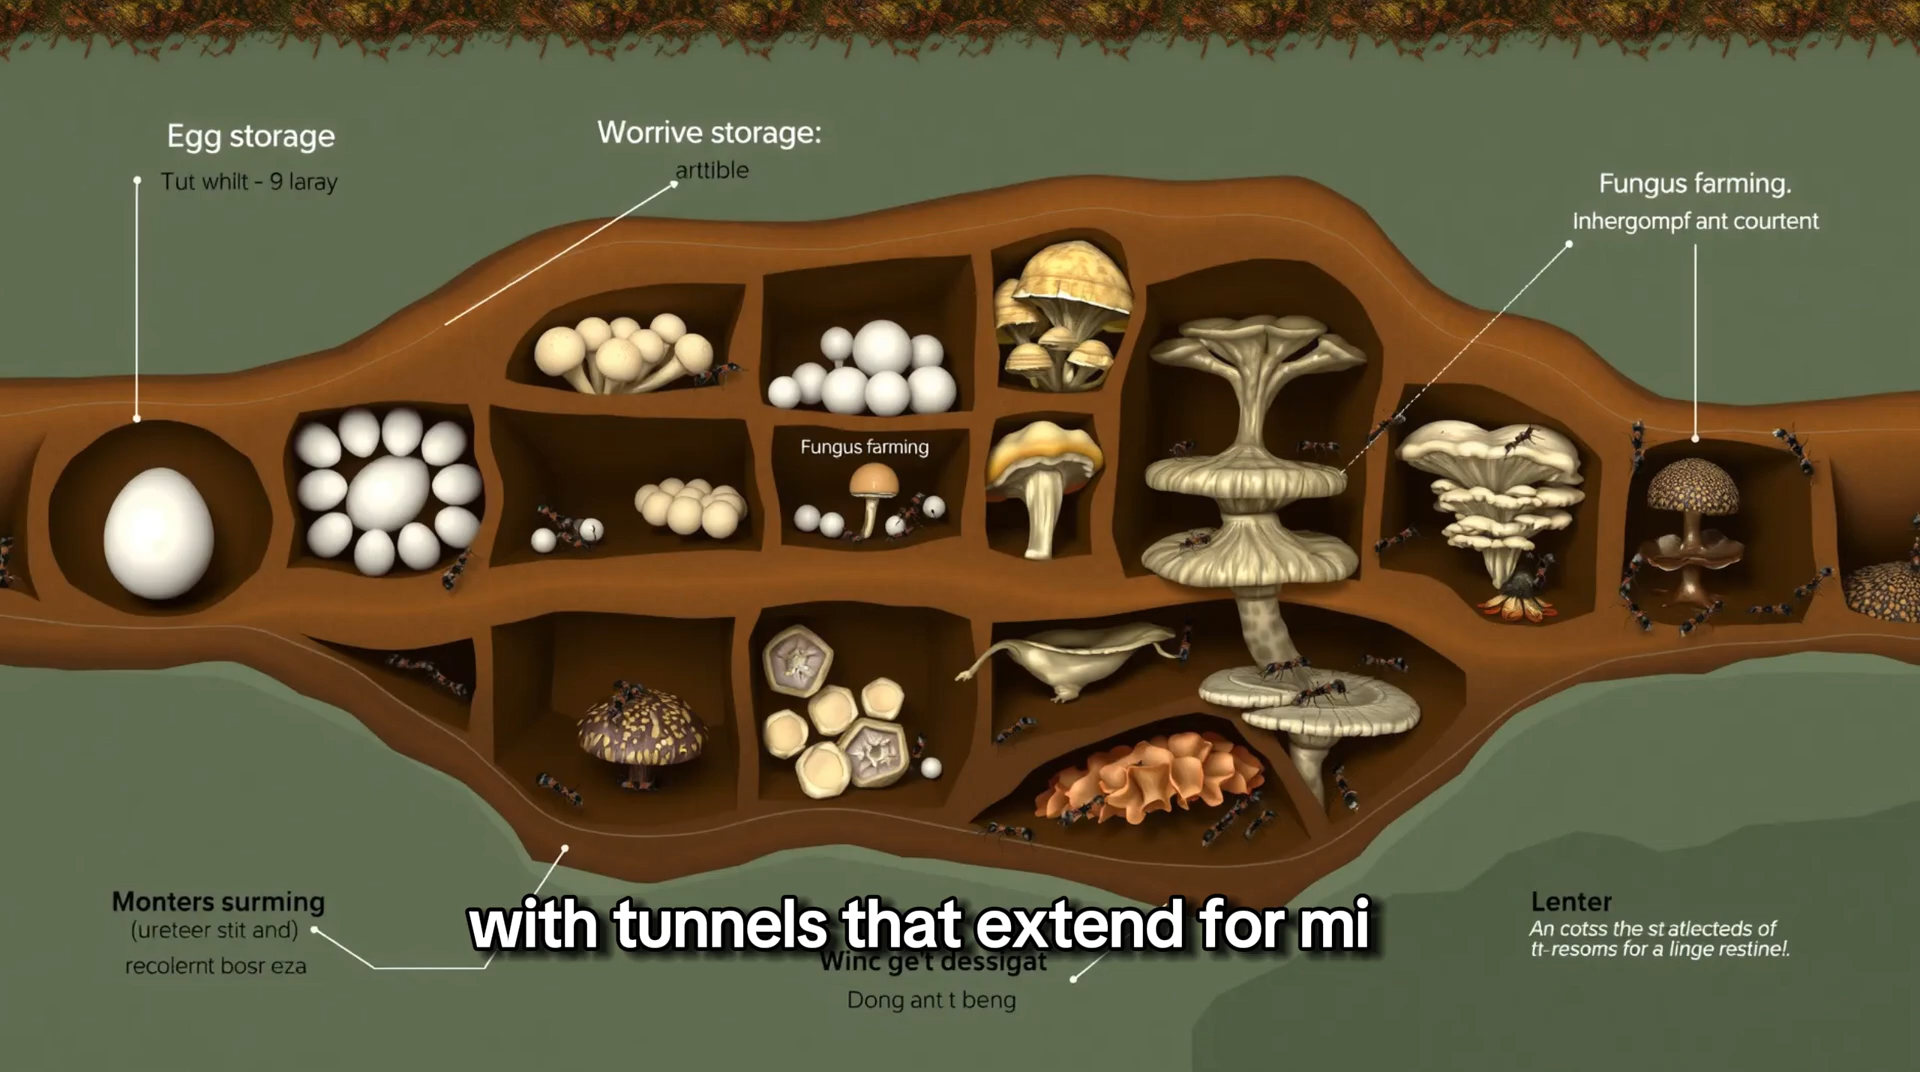 Egg storage
Tut whilt - 9 laray
Worrive storage:
arttible
Fungus farming.
Inhergompf ant courtent
Fungus farming
Monters surming
(ureteer stit and)
recolernt bosr eza
with tunnels that extend for mi
Winc ge't dessigat
Dong ant t beng
Lenter
An cotss the st atlecteds of
tt-resoms for a linge restine!.